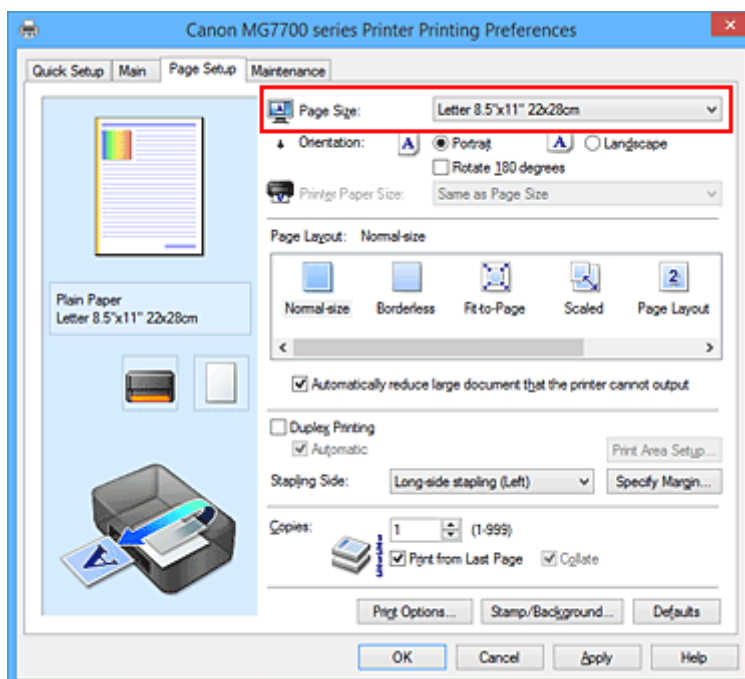 Canon MG7700 series Printer Printing Preferences
Quick Setup Main Page Setup Maintenance
Page Size: Letter 8.5"x11" 22x28cm
Orientation: A Portrait A Landscape
Rotate 180 degrees
Printer Paper Size: Same as Page Size
Page Layout: Normal-size
2
Normal-size Borderless Fit-to-Page Scaled Page Layout
Plain Paper
Letter 8.5"x11" 22x28cm
Automatically reduce large document that the printer cannot output
Duplex Printing
Automatic
Print Area Setup...
Stapling Side: Long-side stapling (Left) Specify Margin...
Copies: 1 (1-999)
Print from Last Page Collate
A
Print Options... Stamp/Background... Defaults
OK Cancel Apply Help